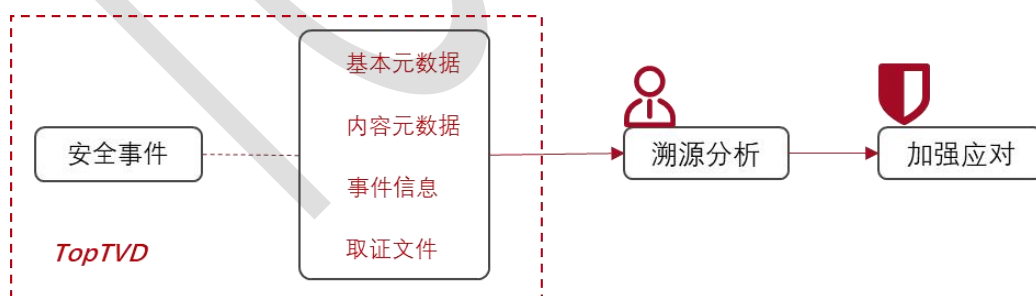 安全事件
TopTVD
基本元数据
内容元数据
事件信息
取证文件
溯源分析
加强应对